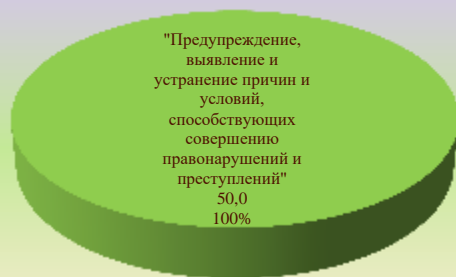 "Предупреждение,
выявление и
устранение причин и
условий,
способствующих
совершению
правонарушений и
преступлений"
50,0
100%